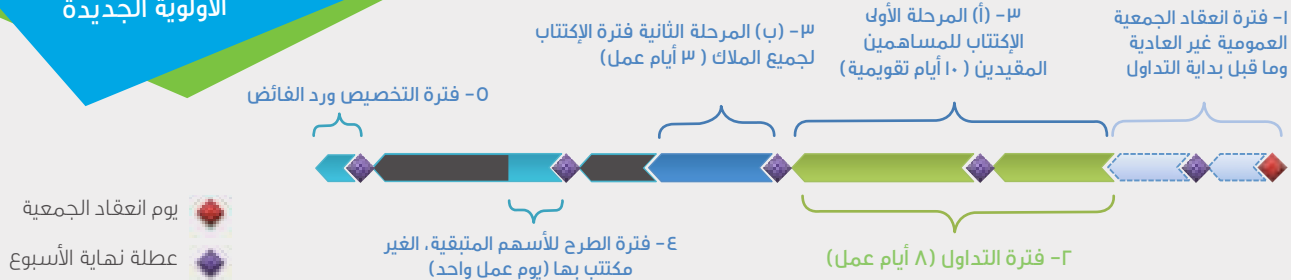 الأولوية الجديدة
١- فترة انعقاد الجمعية
العمومية غير العادية
وما قبل بداية التداول
٣- (أ) المرحلة الأولى
الإكتتاب للمساهمين
المقيدين (١٠ أيام تقويمية)
٣- (ب) المرحلة الثانية فترة الإكتتاب
لجميع الملاك (٣ أيام عمل)
٥- فترة التخصيص ورد الفائض
٢- فترة التداول (٨ أيام عمل)
٤- فترة الطرح للأسهم المتبقية، الغير
مكتتب بها (يوم عمل واحد)
يوم انعقاد الجمعية
عطلة نهاية الأسبوع